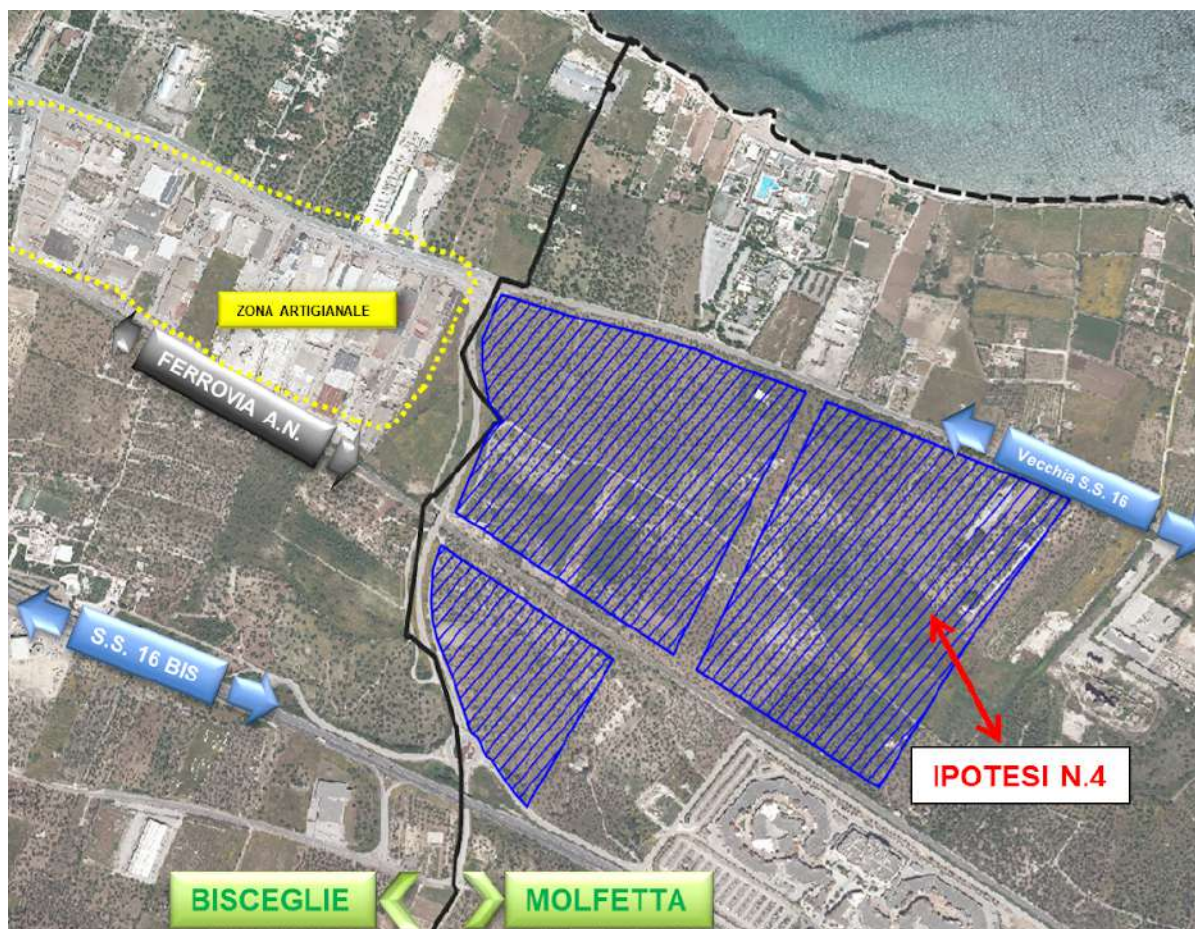 ZONA ARTIGIANALE
FERROVIA A.N.
Vecchia S.S. 16
S.S. 16 BIS
IPOTESI N.4
BISCEGLIE
MOLFETTA